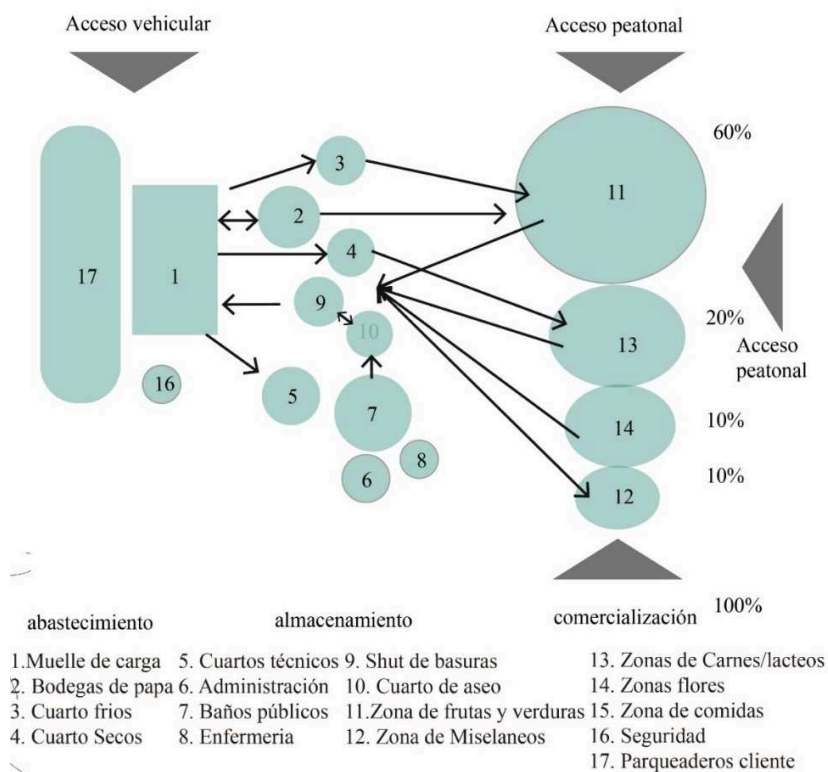 Acceso vehicular
Acceso peatonal
60%
3
11
2
4
17
1
9
20%
10
13
Acceso
peatonal
16
5
7
14
10%
8
6
10%
12
100%
abastecimiento
almacenamiento
comercialización
1.Muelle de carga
2. Bodegas de papa
3. Cuarto frios
4. Cuarto Secos
5. Cuartos técnicos
6. Administración
7. Baños públicos
8. Enfermeria
9. Shut de basuras
10. Cuarto de aseo
11.Zona de frutas y verduras
12. Zona de Miselaneos
13. Zonas de Carnes/lacteos
14. Zonas flores
15. Zona de comidas
16. Seguridad
17. Parqueaderos cliente